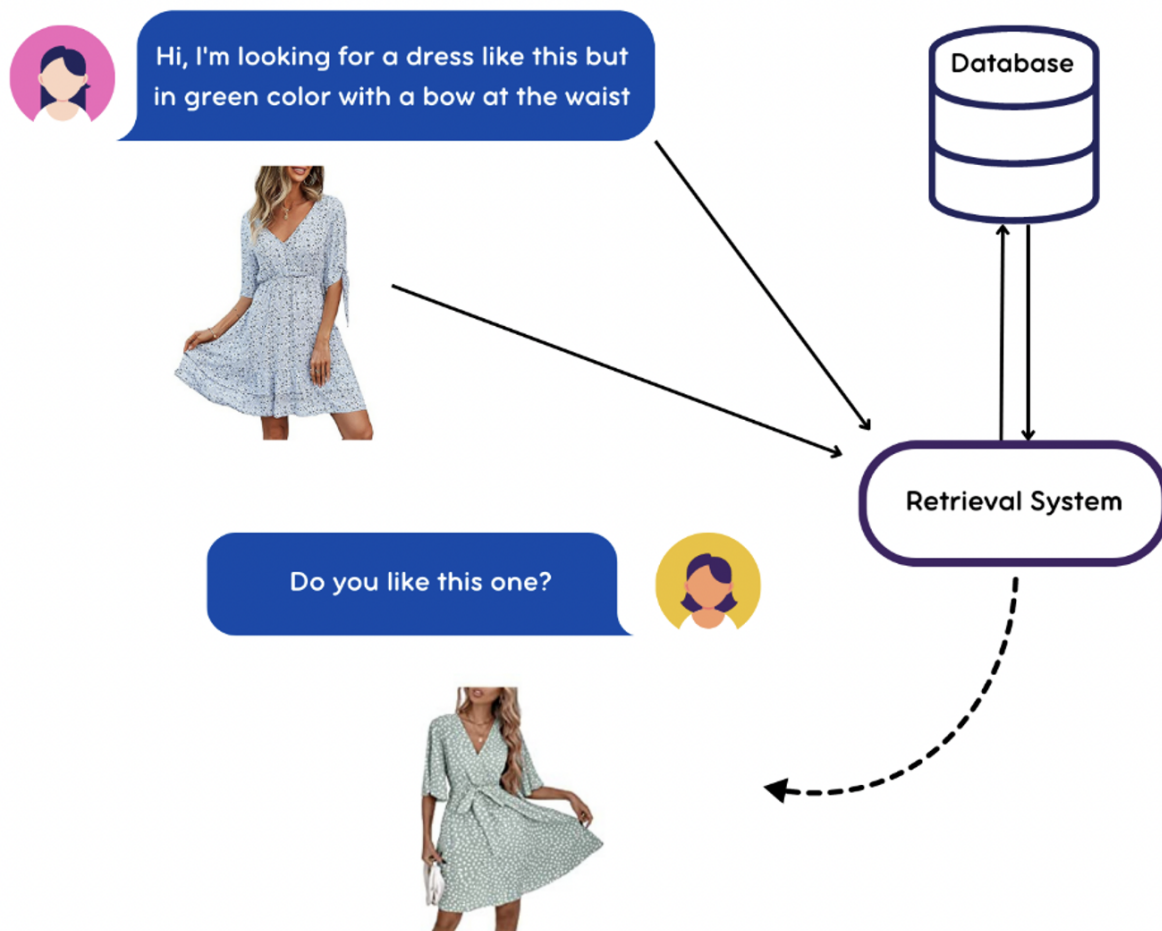 Hi, I'm looking for a dress like this but
in green color with a bow at the waist
Database
Retrieval System
Do you like this one?